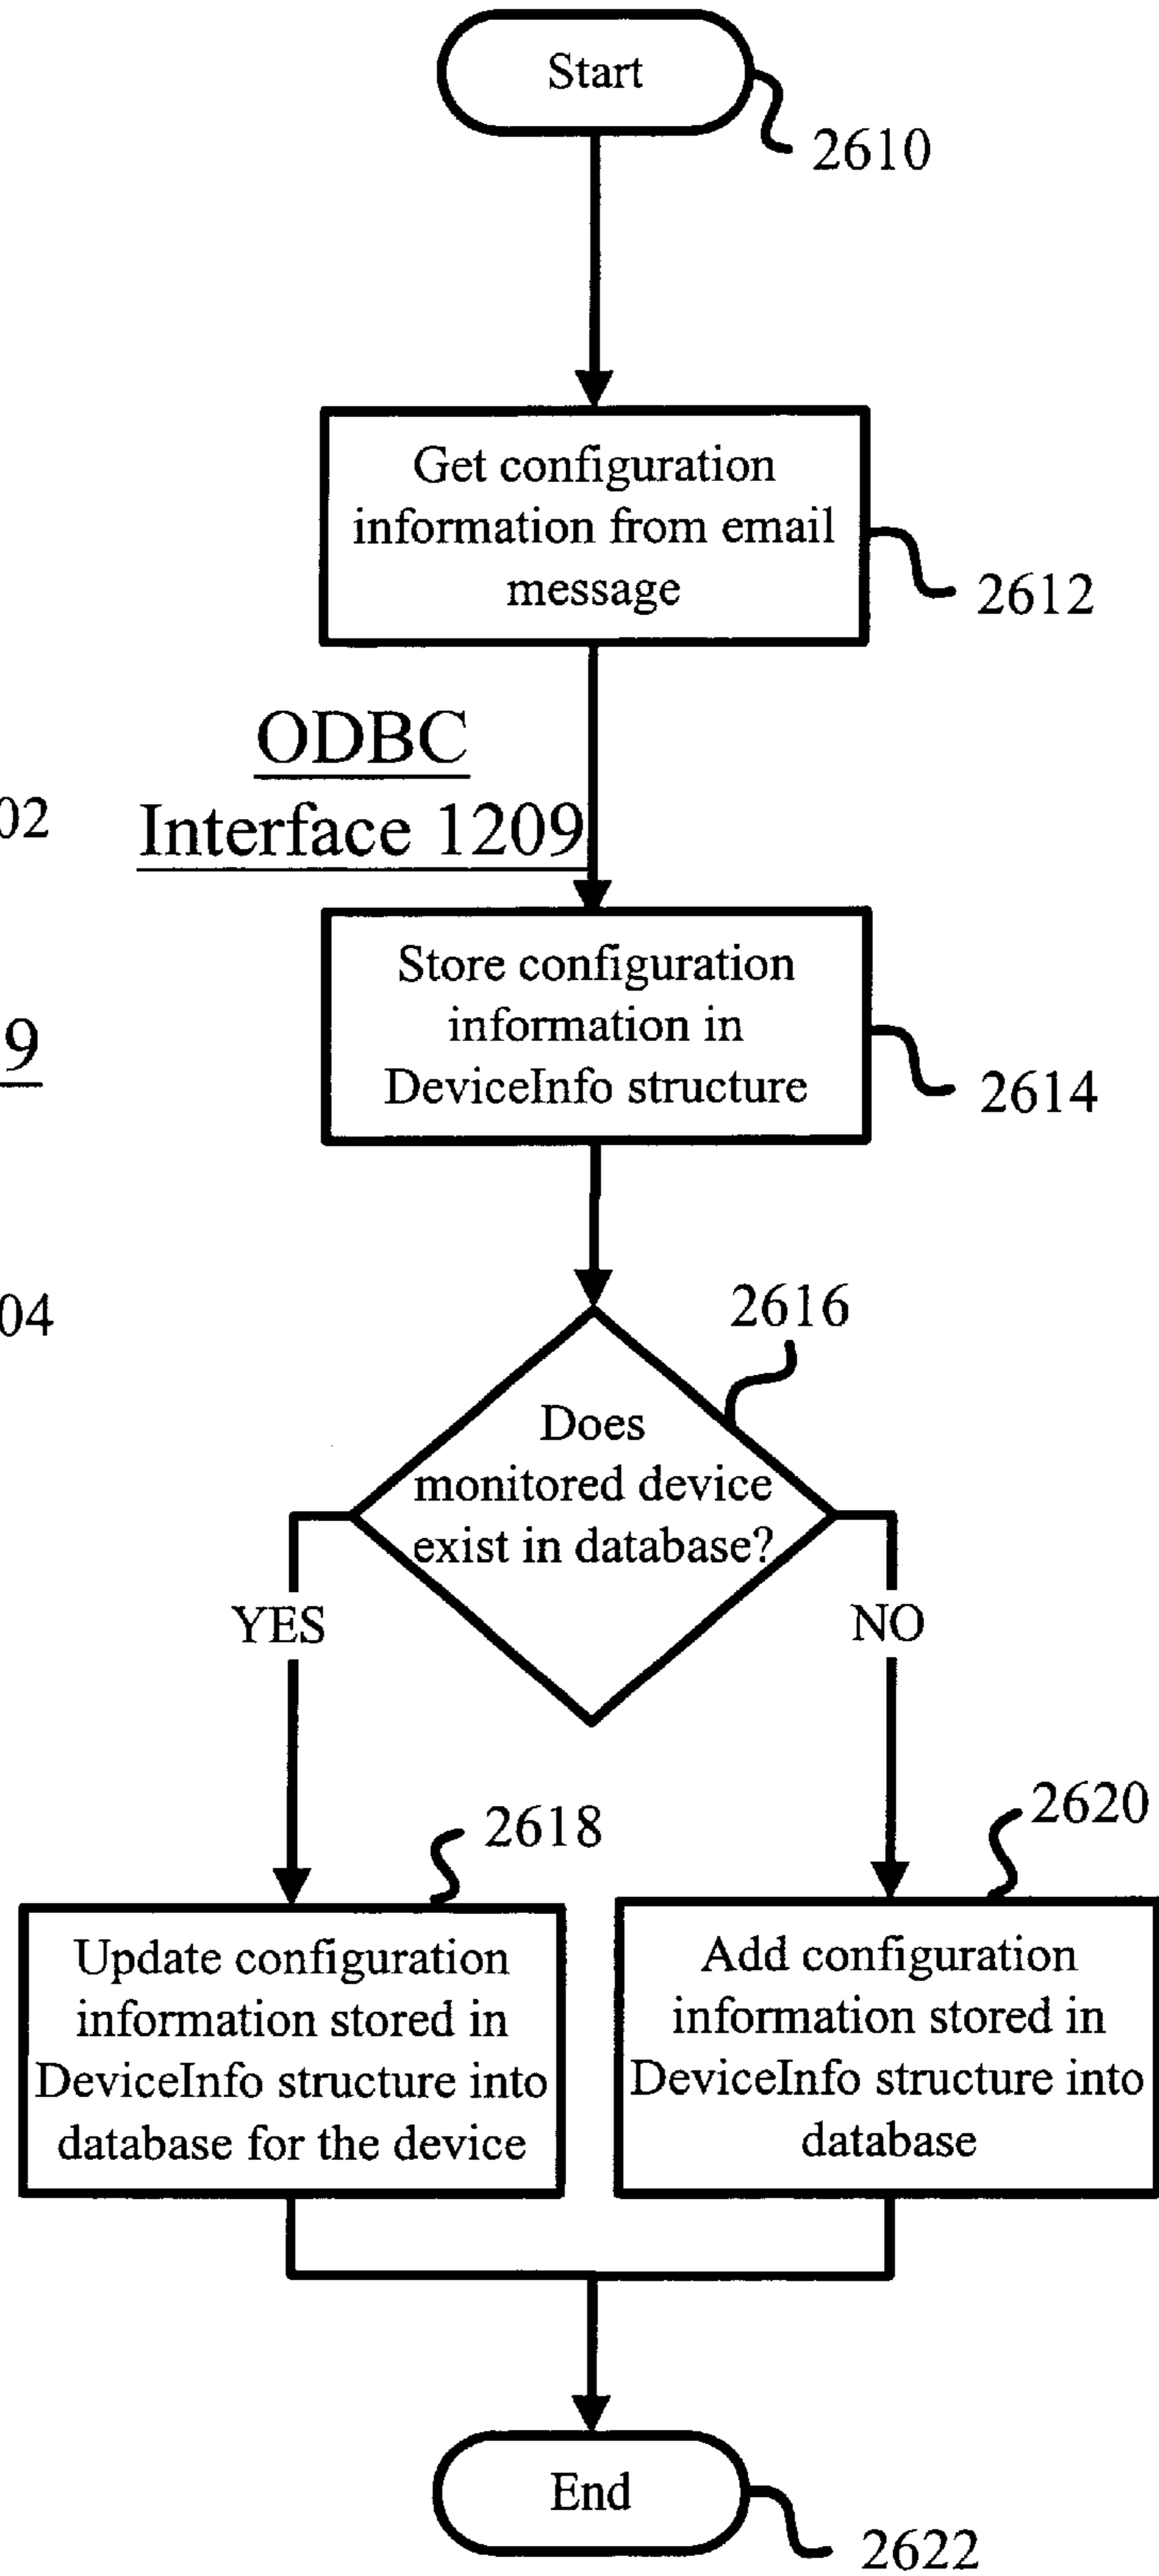 Start
2610
Get configuration
information from email
message
2612
ODBC
Interface 1209
02
Store configuration
information in
DeviceInfo structure
9
2614
04
2616
Does
monitored device
exist in database?
YES
NO
2618
2620
Update configuration
information stored in
DeviceInfo structure into
database for the device
Add configuration
information stored in
DeviceInfo structure into
database
End
2622